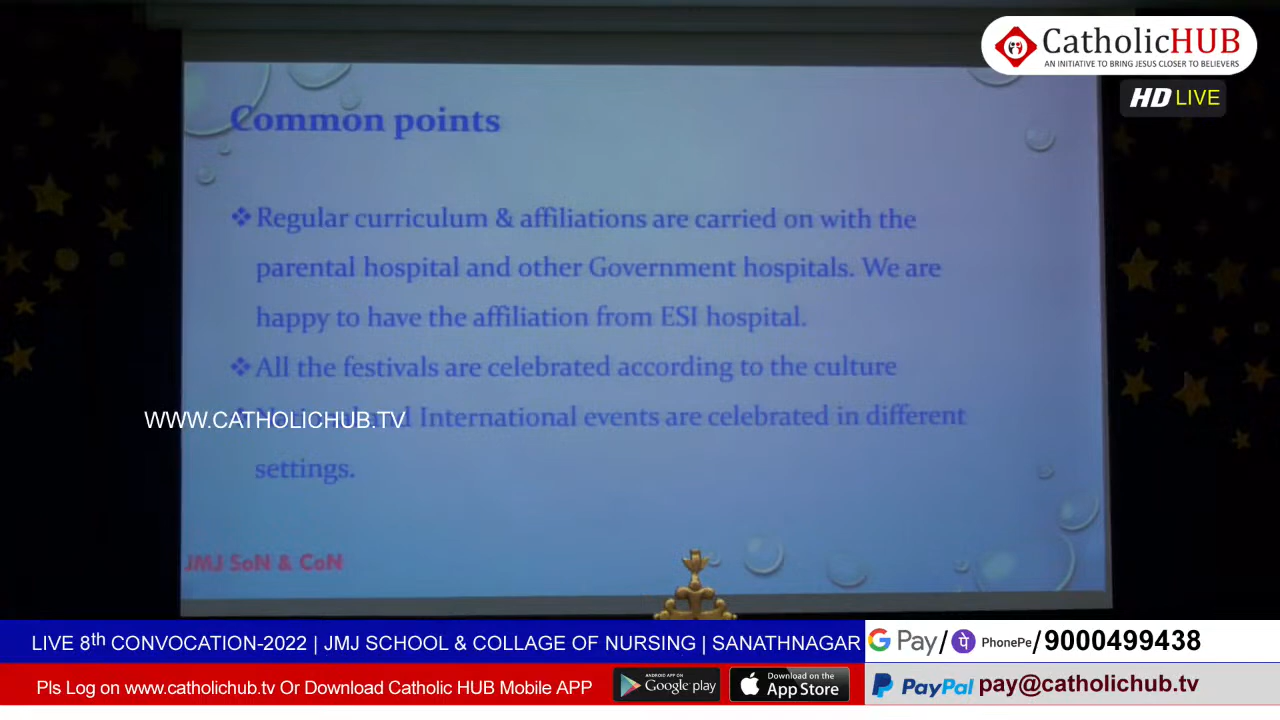 CatholicHUB
AN INITIATIVE TO BRING JESUS CLOSER TO BELIEVERS
HD LIVE
Common points
❖ Regular curriculum & affiliations are carried on with the
parental hospital and other Government hospitals. We are
happy to have the affiliation from ESI hospital.
❖ All the festivals are celebrated according to the culture
WWW.CATHOLICHUB.TV
International events are celebrated in different
settings.
JMJ SoN & CoN
LIVE 8th CONVOCATION-2022 | JMJ SCHOOL & COLLAGE OF NURSING | SANATHNAGAR
G Pay / PhonePe / 9000499438
Pls Log on www.catholichub.tv Or Download Catholic HUB Mobile APP
ANDROID APP ON
Google play
Download on the
App Store
PayPal pay@catholichub.tv